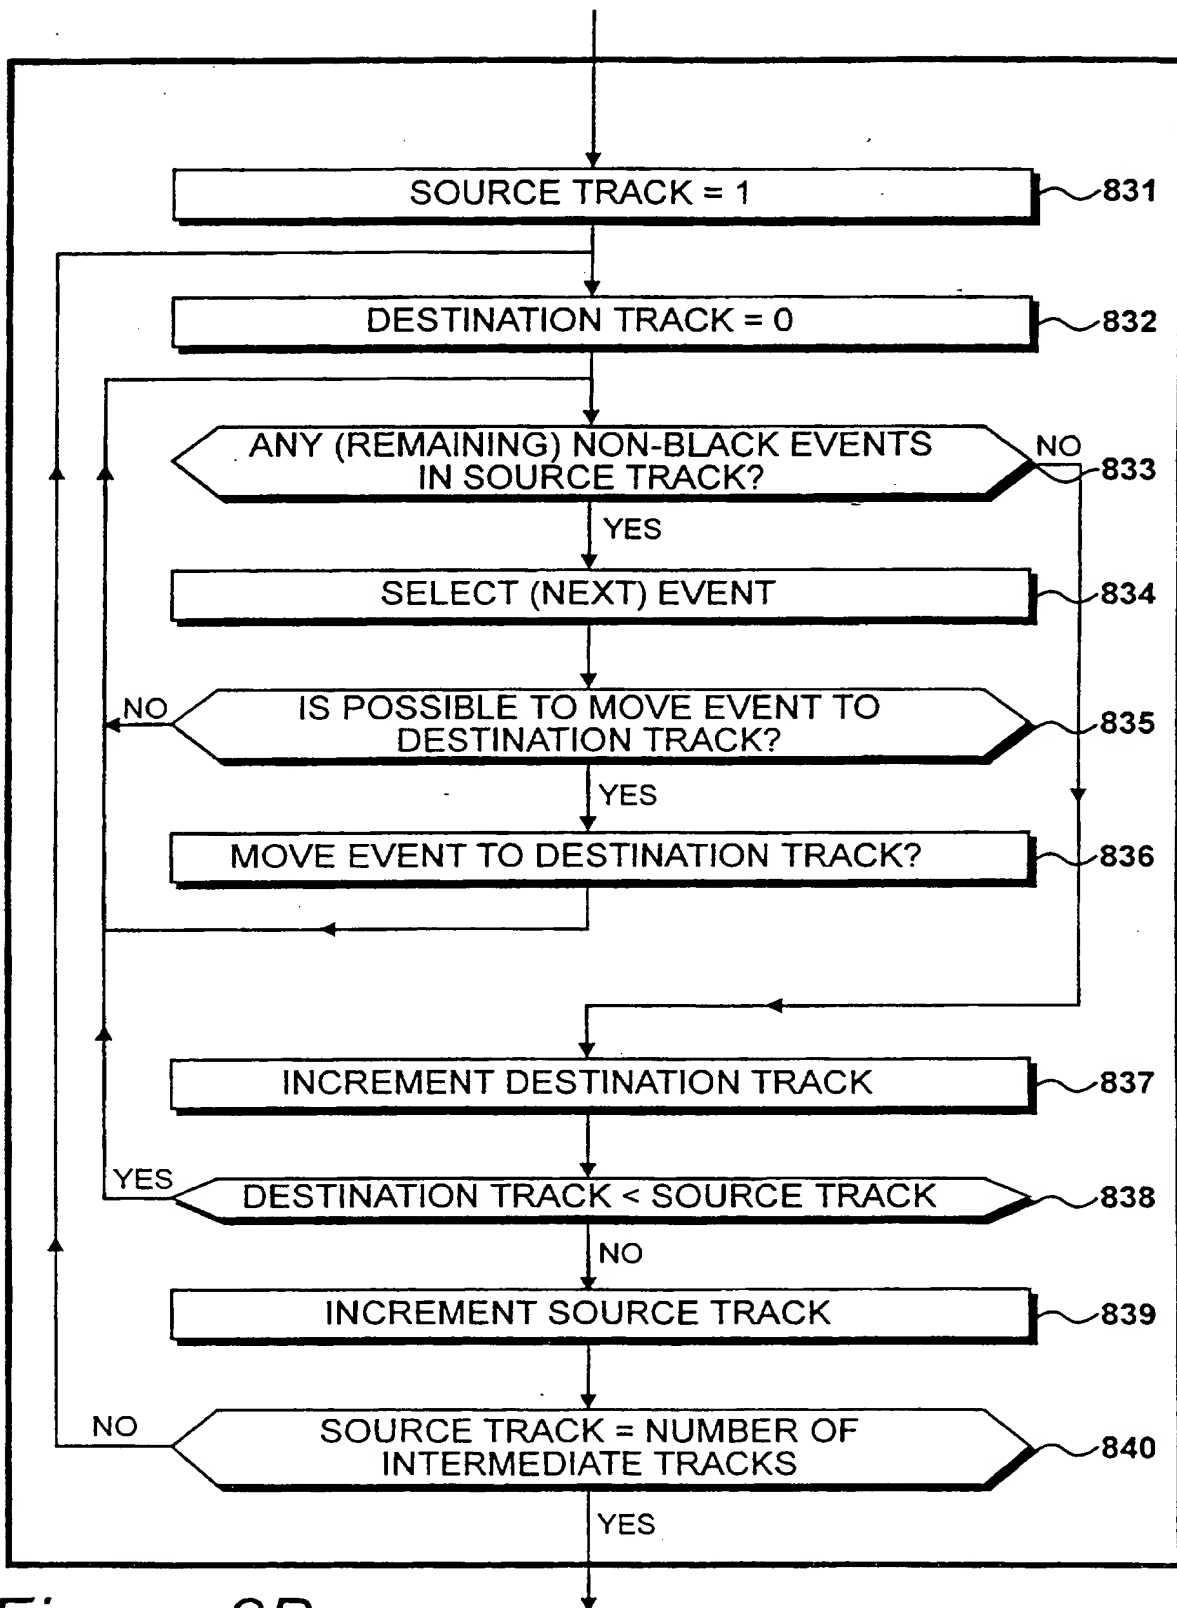 SOURCE TRACK = 1
831
DESTINATION TRACK = 0
832
ANY (REMAINING) NON-BLACK EVENTS
IN SOURCE TRACK?
NO
833
YES
SELECT (NEXT) EVENT
834
NO
IS POSSIBLE TO MOVE EVENT TO
DESTINATION TRACK?
835
YES
MOVE EVENT TO DESTINATION TRACK?
836
INCREMENT DESTINATION TRACK
837
YES
DESTINATION TRACK < SOURCE TRACK
838
NO
INCREMENT SOURCE TRACK
839
NO
SOURCE TRACK = NUMBER OF
INTERMEDIATE TRACKS
840
YES